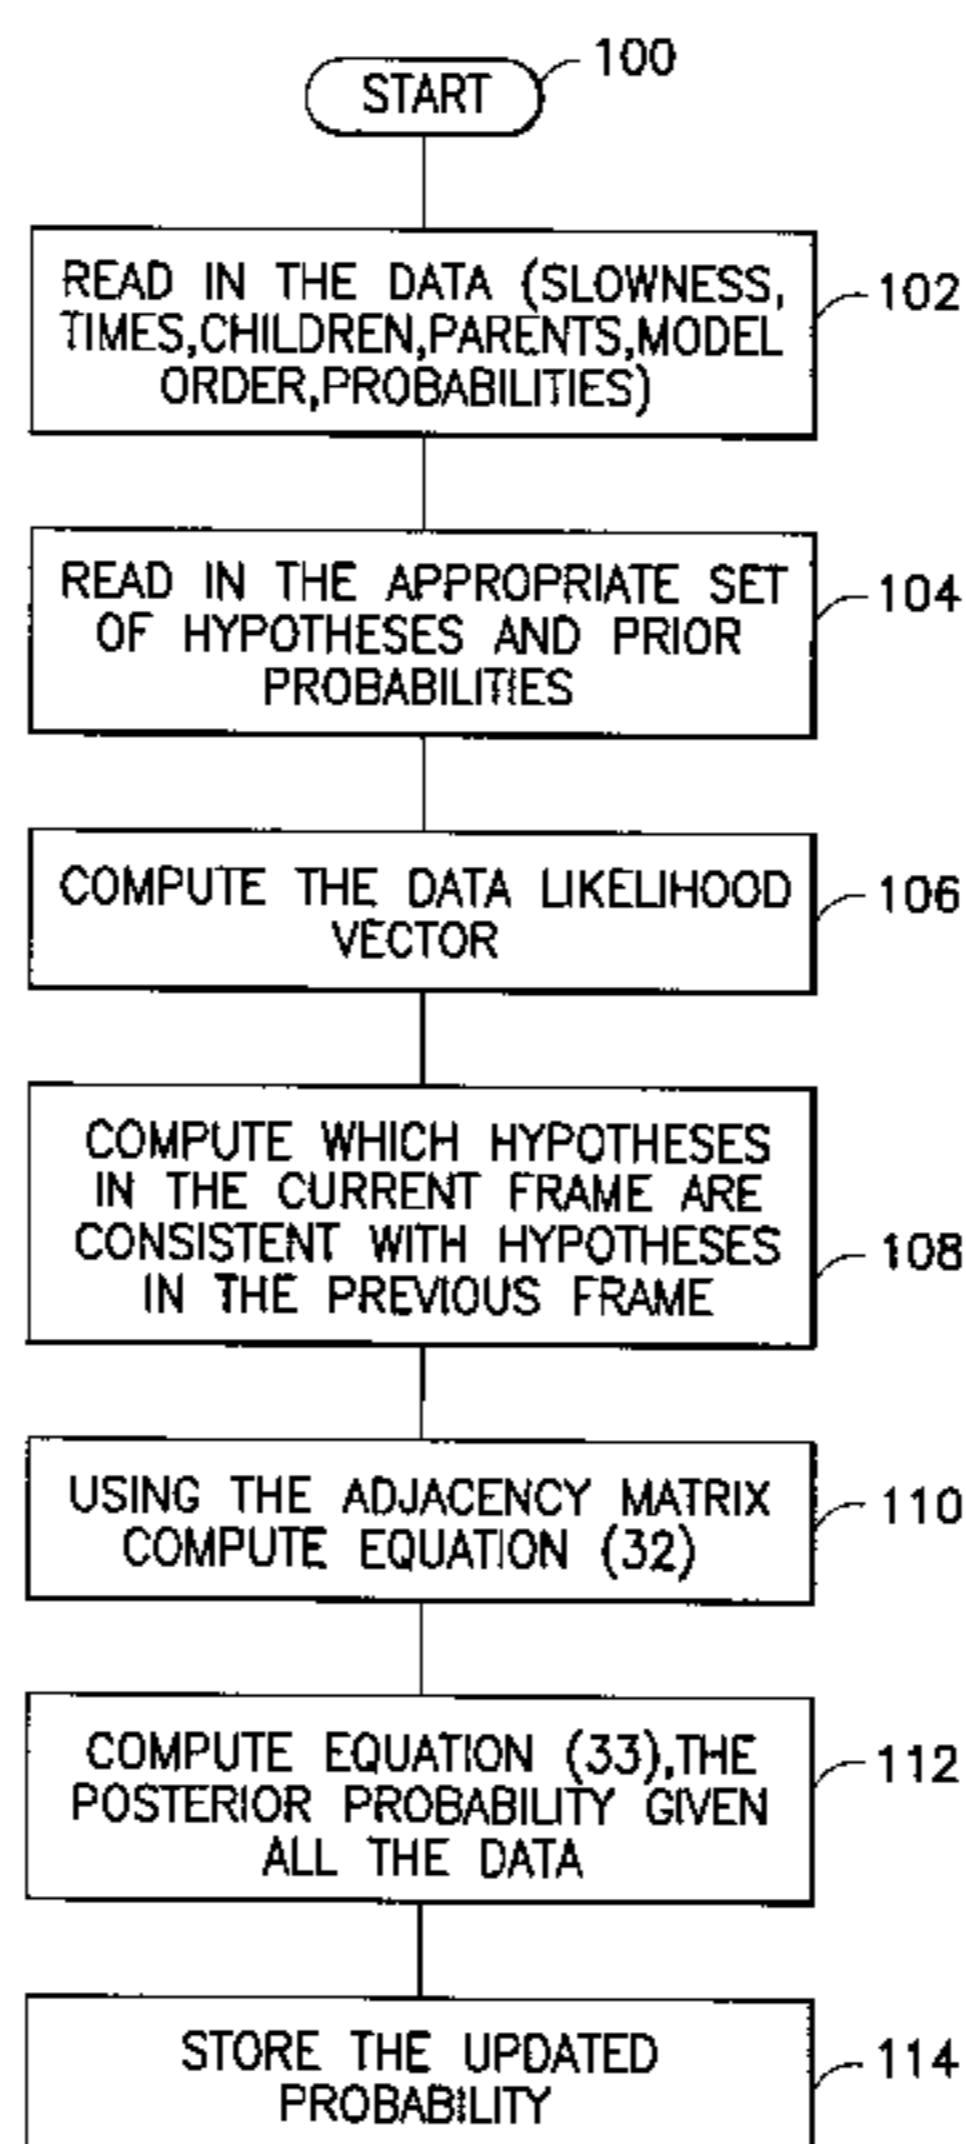 START
100
READ IN THE DATA (SLOWNESS,
TIMES,CHILDREN,PARENTS,MODEL
ORDER,PROBABILITIES)
102
READ IN THE APPROPRIATE SET
OF HYPOTHESES AND PRIOR
PROBABILITIES
104
COMPUTE THE DATA LIKELIHOOD
VECTOR
106
COMPUTE WHICH HYPOTHESES
IN THE CURRENT FRAME ARE
CONSISTENT WITH HYPOTHESES
IN THE PREVIOUS FRAME
108
USING THE ADJACENCY MATRIX
COMPUTE EQUATION (32)
110
COMPUTE EQUATION (33),THE
POSTERIOR PROBABILITY GIVEN
ALL THE DATA
112
STORE THE UPDATED
PROBABILITY
114